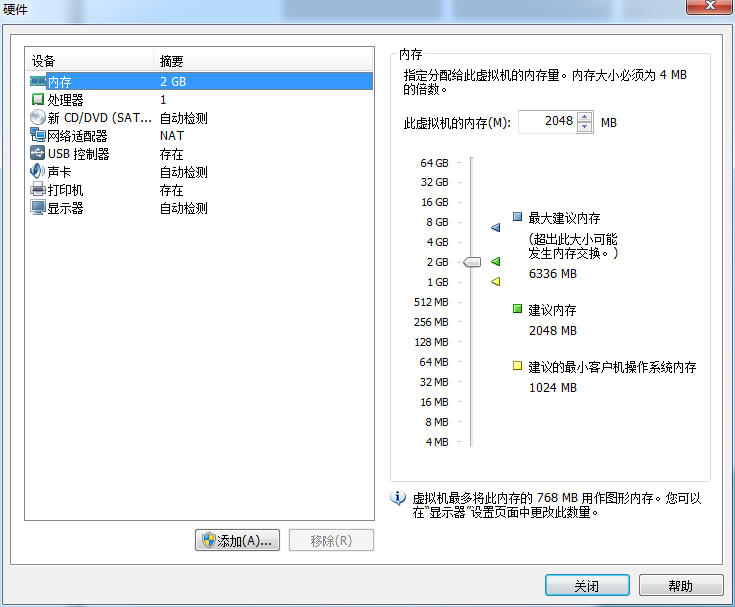 硬件
设备 摘要
内存 2 GB
处理器 1
新 CD/DVD (SAT... 自动检测
网络适配器 NAT
USB 控制器 存在
声卡 自动检测
打印机 存在
显示器 自动检测
添加(A)...
移除(R)
内存
指定分配给此虚拟机的内存量。内存大小必须为 4 MB
的倍数。
此虚拟机的内存(M): 2048 MB
64 GB
32 GB
16 GB
8 GB
4 GB
2 GB
1 GB
512 MB
256 MB
128 MB
64 MB
32 MB
16 MB
8 MB
4 MB
最大建议内存
(超出此大小可能
发生内存交换。)
6336 MB
建议内存
2048 MB
建议的最小客户机操作系统内存
1024 MB
虚拟机最多将此内存的 768 MB 用作图形内存。您可以
在“显示器”设置页面中更改此数量。
关闭
帮助